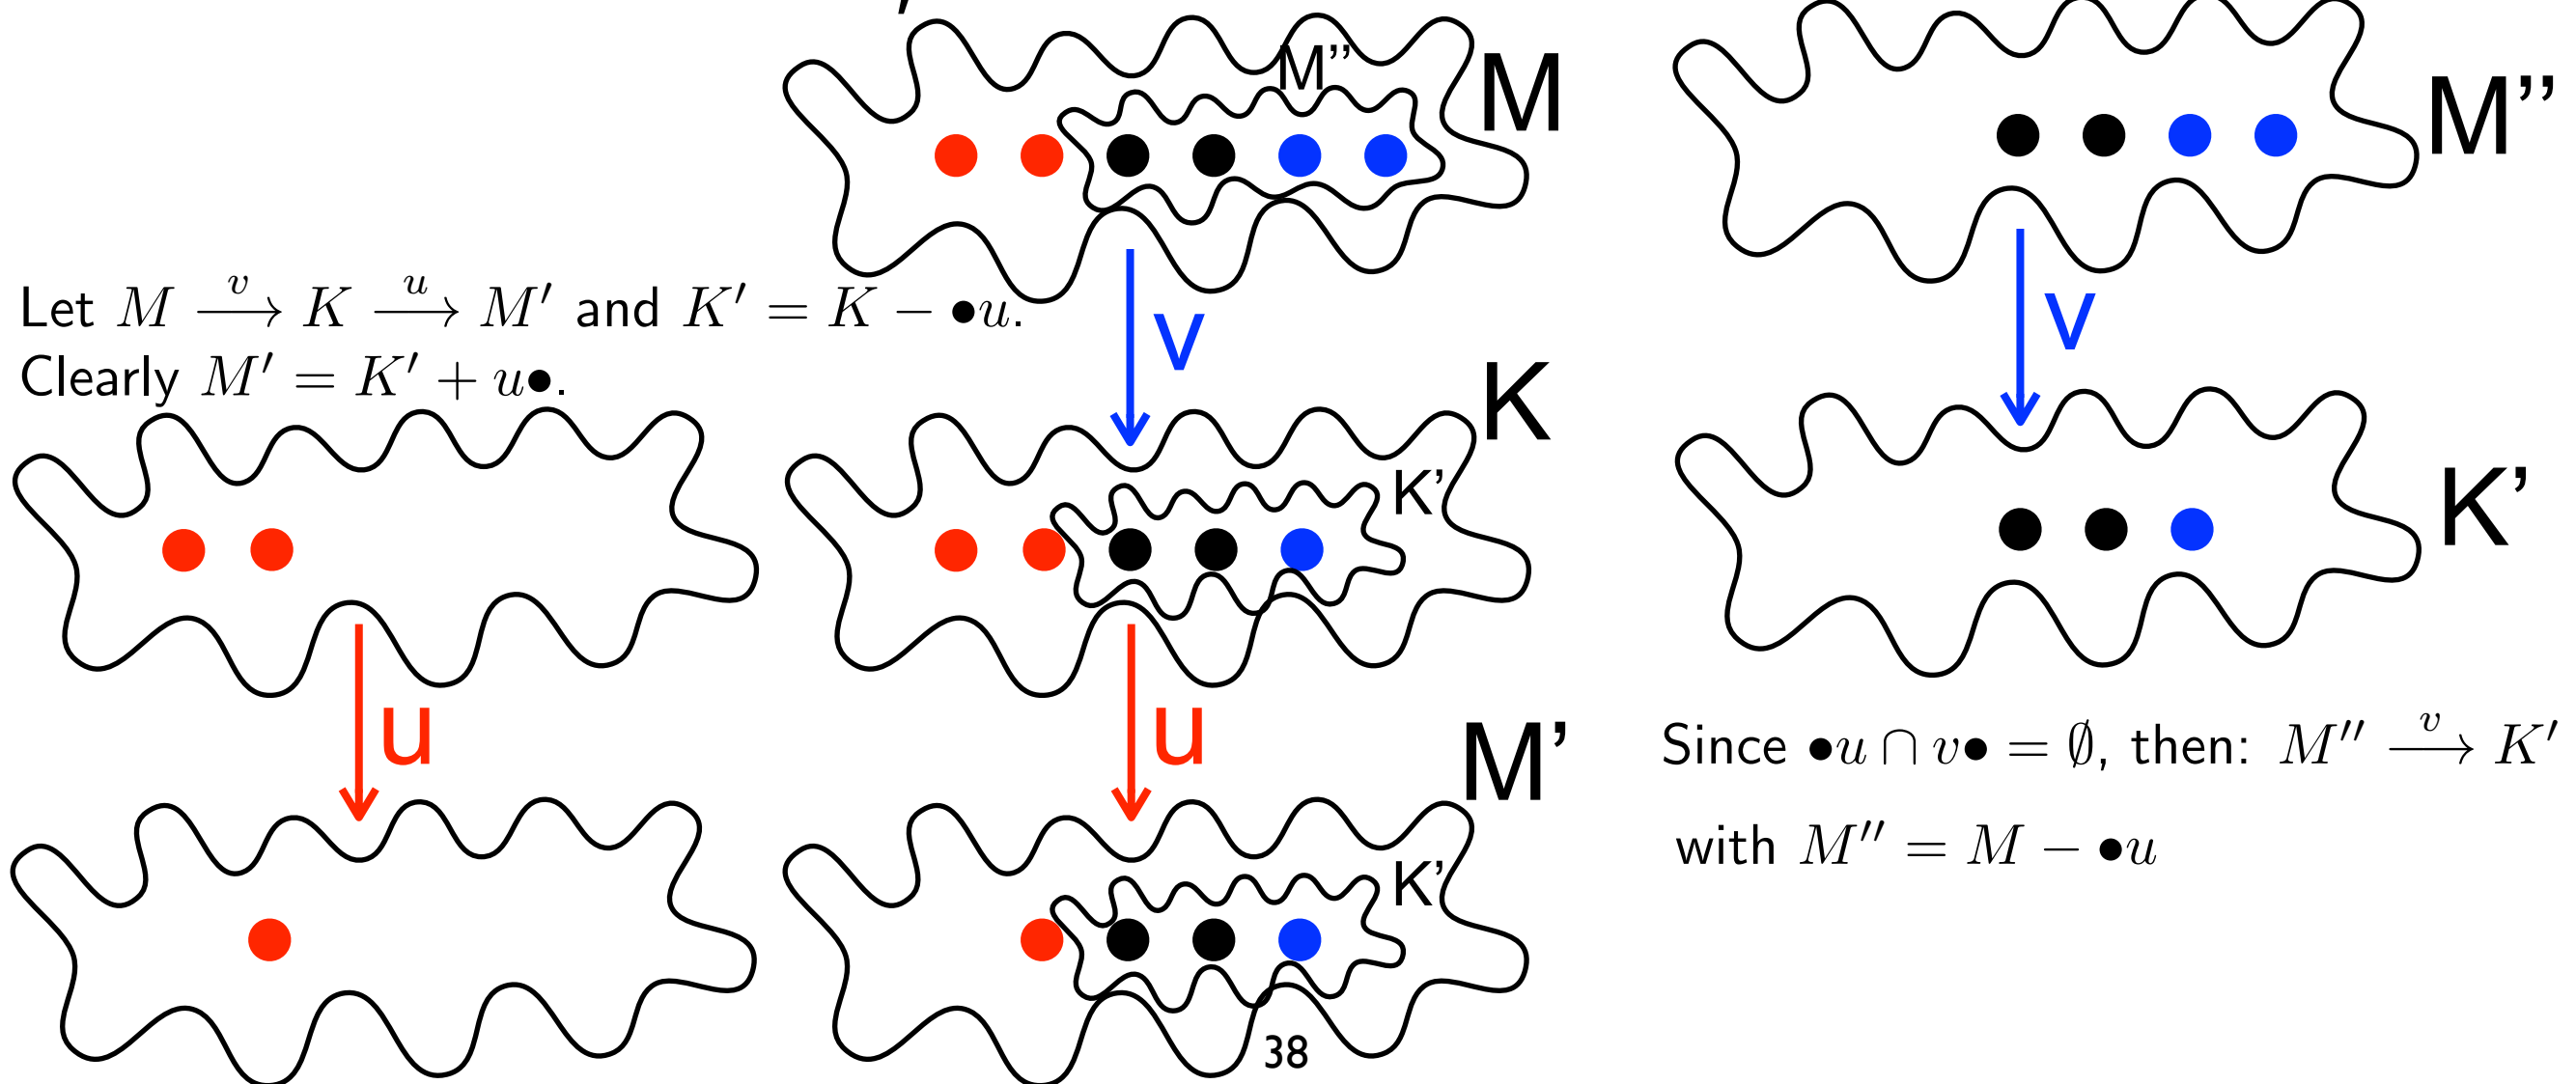 M”
M
M”
Let M v→ K u→ M′ and K′ = K − •u.
Clearly M′ = K′ + u•.
v
v
K
K’
K’
u
u
M’
Since •u ∩ v• = ∅, then: M′′ v→ K′
with M′′ = M − •u
K’
38